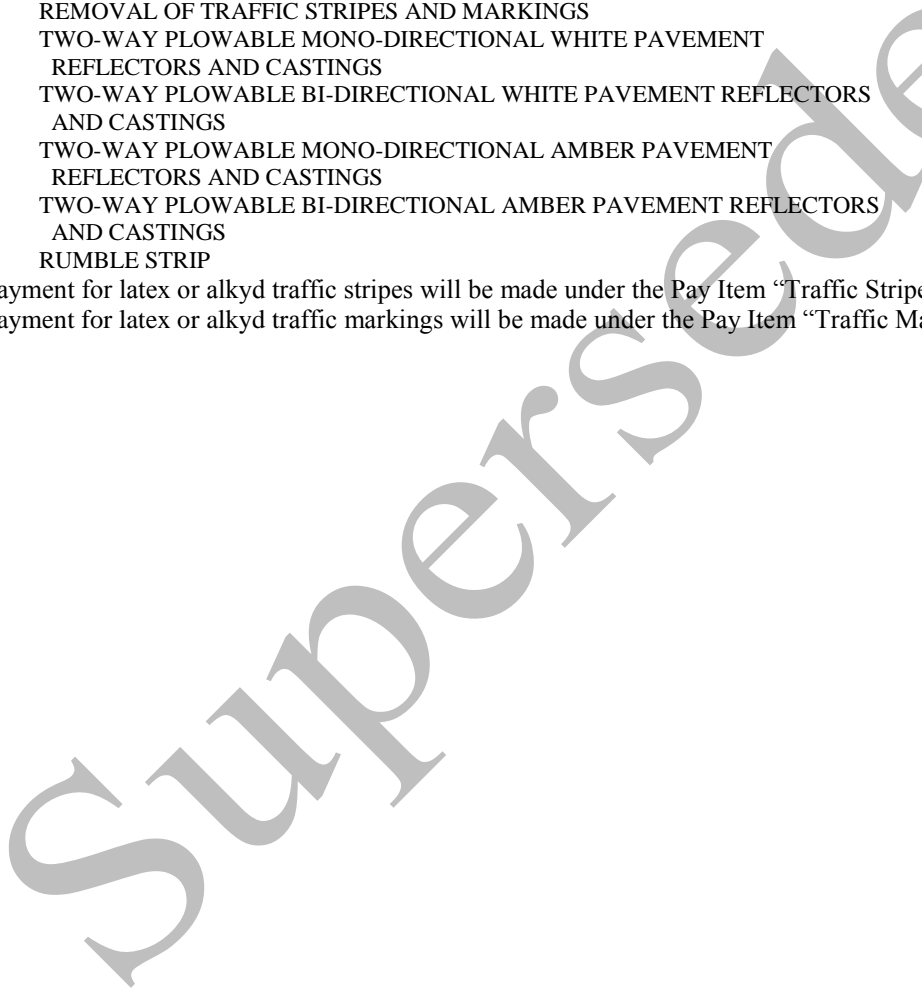 REMOVAL OF TRAFFIC STRIPES AND MARKINGS
TWO-WAY PLOWABLE MONO-DIRECTIONAL WHITE PAVEMENT
REFLECTORS AND CASTINGS
TWO-WAY PLOWABLE BI-DIRECTIONAL WHITE PAVEMENT REFLECTORS
AND CASTINGS
TWO-WAY PLOWABLE MONO-DIRECTIONAL AMBER PAVEMENT
REFLECTORS AND CASTINGS
TWO-WAY PLOWABLE BI-DIRECTIONAL AMBER PAVEMENT REFLECTORS
AND CASTINGS
RUMBLE STRIP
ayment for latex or alkyd traffic stripes will be made under the Pay Item “Traffic Stripe
ayment for latex or alkyd traffic markings will be made under the Pay Item “Traffic Ma
Supersede